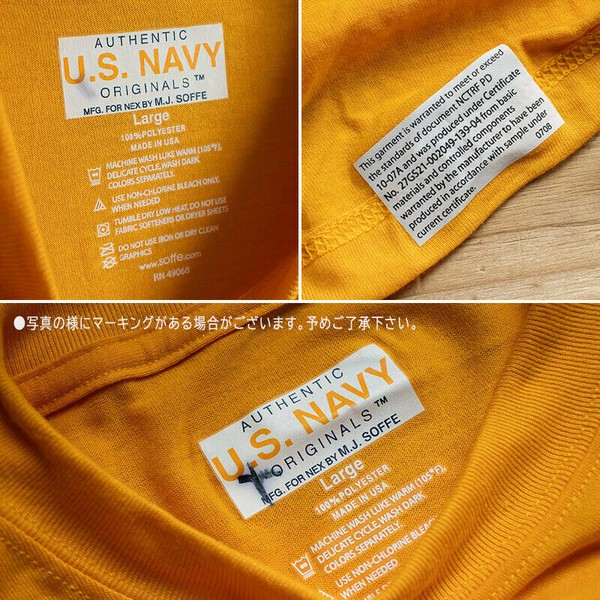 AUTHENTIC
U.S. NAVY
ORIGINALS™
MFG. FOR NEX BY M.J. SOFFE
Large
100% POLYESTER
MADE IN USA
MACHINE WASH LUKE WARM (105°F),
DELICATE CYCLE, WASH DARK
COLORS SEPARATELY.
USE NON-CHLORINE BLEACH ONLY,
WHEN NEEDED
TUMBLE DRY LOW HEAT, DO NOT USE
FABRIC SOFTENERS OR DRYER SHEETS
DO NOT USE IRON OR DRY CLEAN
GRAPHICS
www.soffe.com
RN 49068
This garment is warranted to meet or exceed
the standards of document NCTRF PD
10-07A and was produced under Certificate
No. 27GS21-002049-139-04 from basic
materials and controlled components
warranted by the manufacturer to have been
produced in accordance with sample under
current certificate.
0708
●写真の様にマーキングがある場合がございます。予めご了承下さい。
AUTHENTIC
U.S. NAVY
ORIGINALS™
MFG. FOR NEX BY M.J. SOFFE
Large
100% POLYESTER
MADE IN USA
MACHINE WASH LUKE WARM (105°F),
DELICATE CYCLE, WASH DARK
COLORS SEPARATELY.
USE NON-CHLORINE BLEACH
WHEN NEEDED